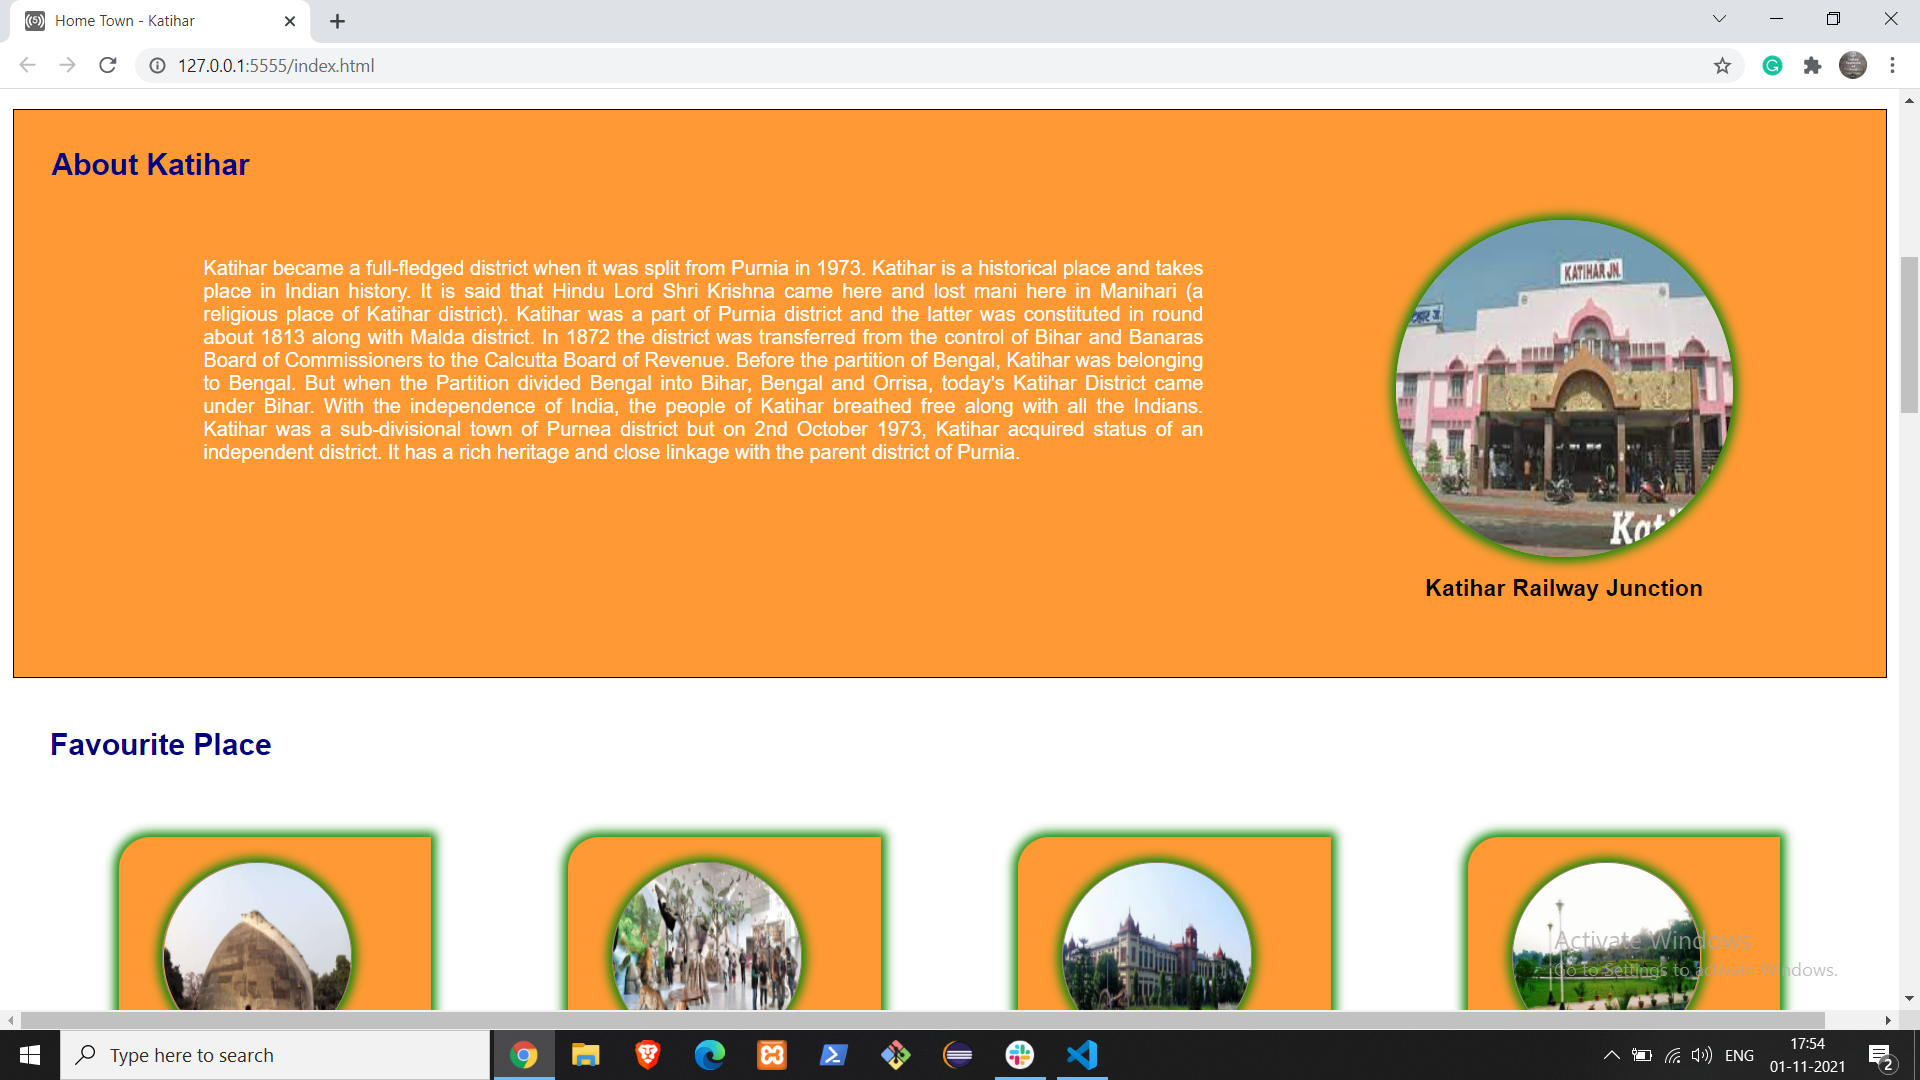 Home Town - Katihar
127.0.0.1:5555/index.html
About Katihar
Katihar became a full-fledged district when it was split from Purnia in 1973. Katihar is a historical place and takes
place in Indian history. It is said that Hindu Lord Shri Krishna came here and lost mani here in Manihari (a
religious place of Katihar district). Katihar was a part of Purnia district and the latter was constituted in round
about 1813 along with Malda district. In 1872 the district was transferred from the control of Bihar and Banaras
Board of Commissioners to the Calcutta Board of Revenue. Before the partition of Bengal, Katihar was belonging
to Bengal. But when the Partition divided Bengal into Bihar, Bengal and Orrisa, today's Katihar District came
under Bihar. With the independence of India, the people of Katihar breathed free along with all the Indians.
Katihar was a sub-divisional town of Purnea district but on 2nd October 1973, Katihar acquired status of an
independent district. It has a rich heritage and close linkage with the parent district of Purnia.
KATIHAR JN.
Katihar Railway Junction
Favourite Place
Activate Windows
Go to Settings to activate Windows.
Type here to search
ENG
17:54
01-11-2021
2